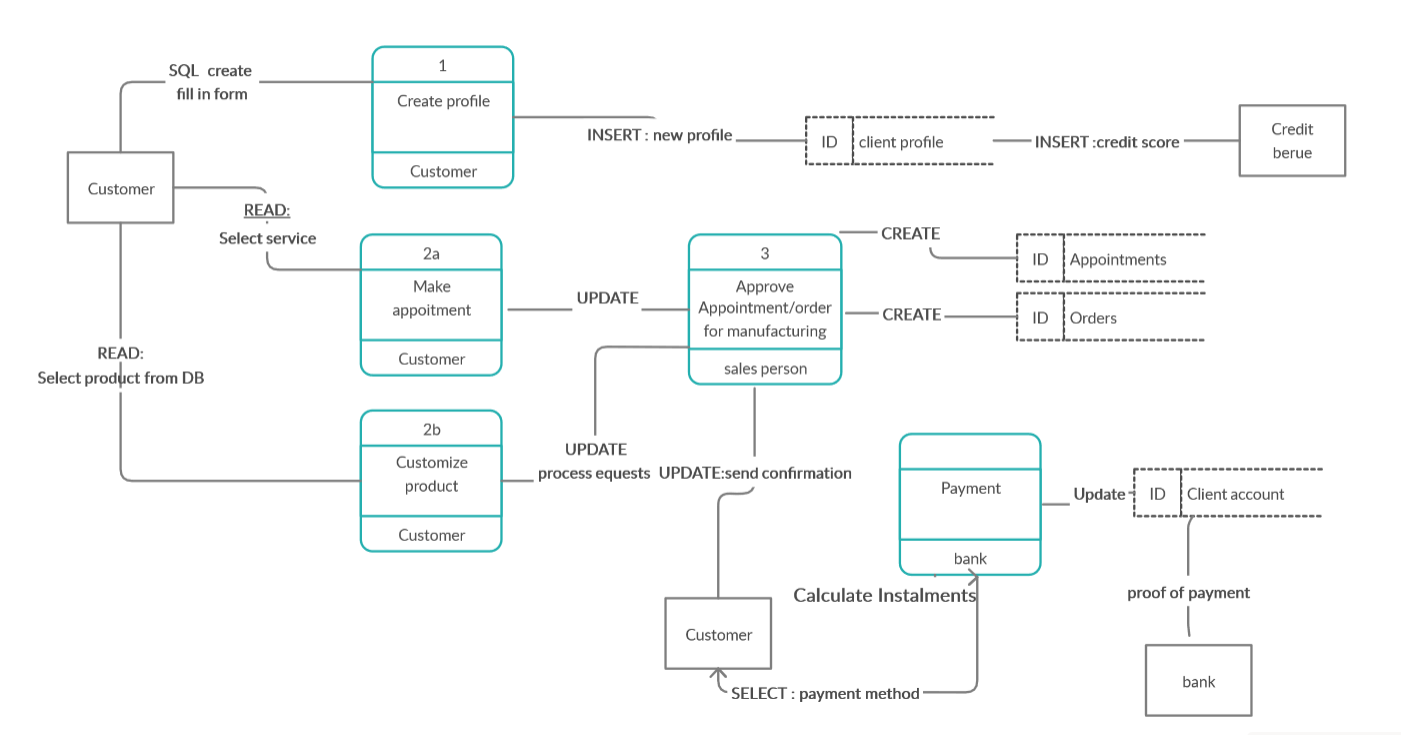 SQL create
fill in form
1
Create profile
Customer
INSERT : new profile
ID
client profile
INSERT :credit score
Credit
berue
Customer
READ:
Select service
2a
Make
appoitment
Customer
UPDATE
3
Approve
Appointment/order
for manufacturing
sales person
CREATE
ID
Appointments
CREATE
ID
Orders
READ:
Select product from DB
2b
Customize
product
Customer
UPDATE
process equests
UPDATE:send confirmation
Payment
bank
Update
ID
Client account
Calculate Instalments
proof of payment
Customer
SELECT : payment method
bank